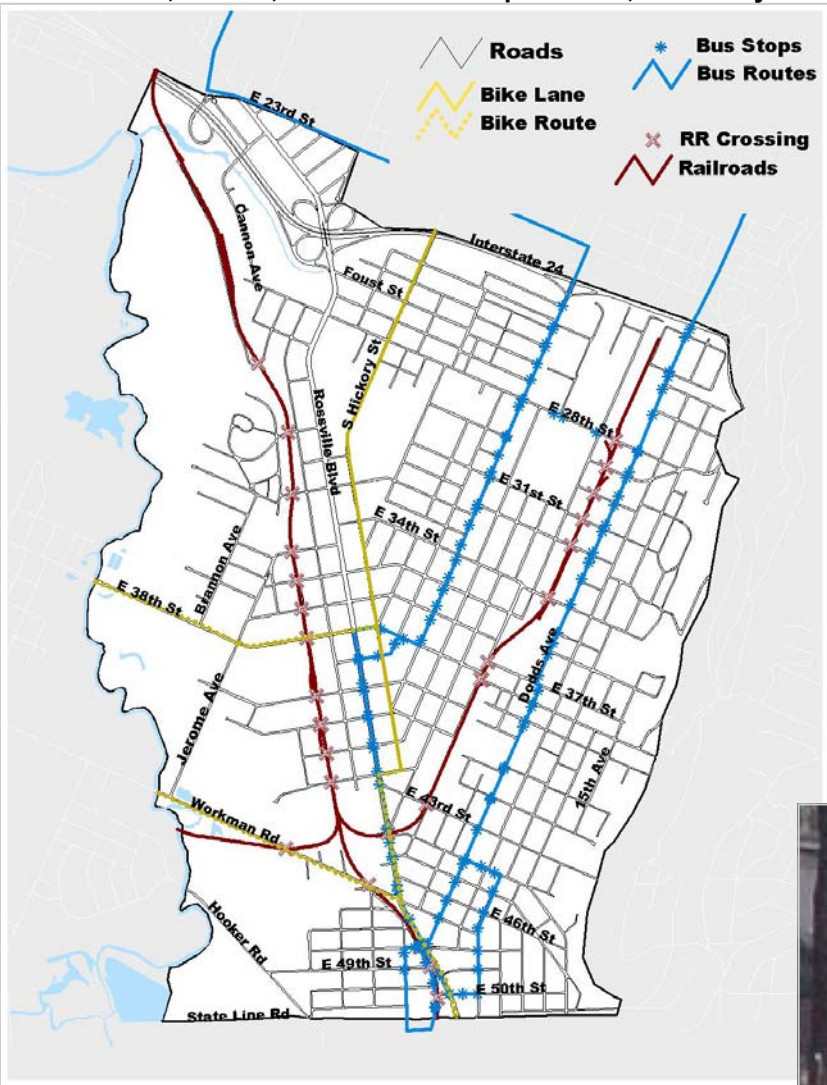 Roads
Bike Lane
Bike Route
Bus Stops
Bus Routes
RR Crossing
Railroads
E 23rd St
Cannon Ave
Interstate 24
Foust St
S Hickory St
Rossville Blvd
E 28th St
E 31st St
E 34th St
Brannon Ave
E 38th St
Jerome Ave
Dodds Ave
E 37th St
15th Ave
E 43rd St
Workman Rd
Hooker Rd
E 46th St
E 49th St
E 50th St
State Line Rd